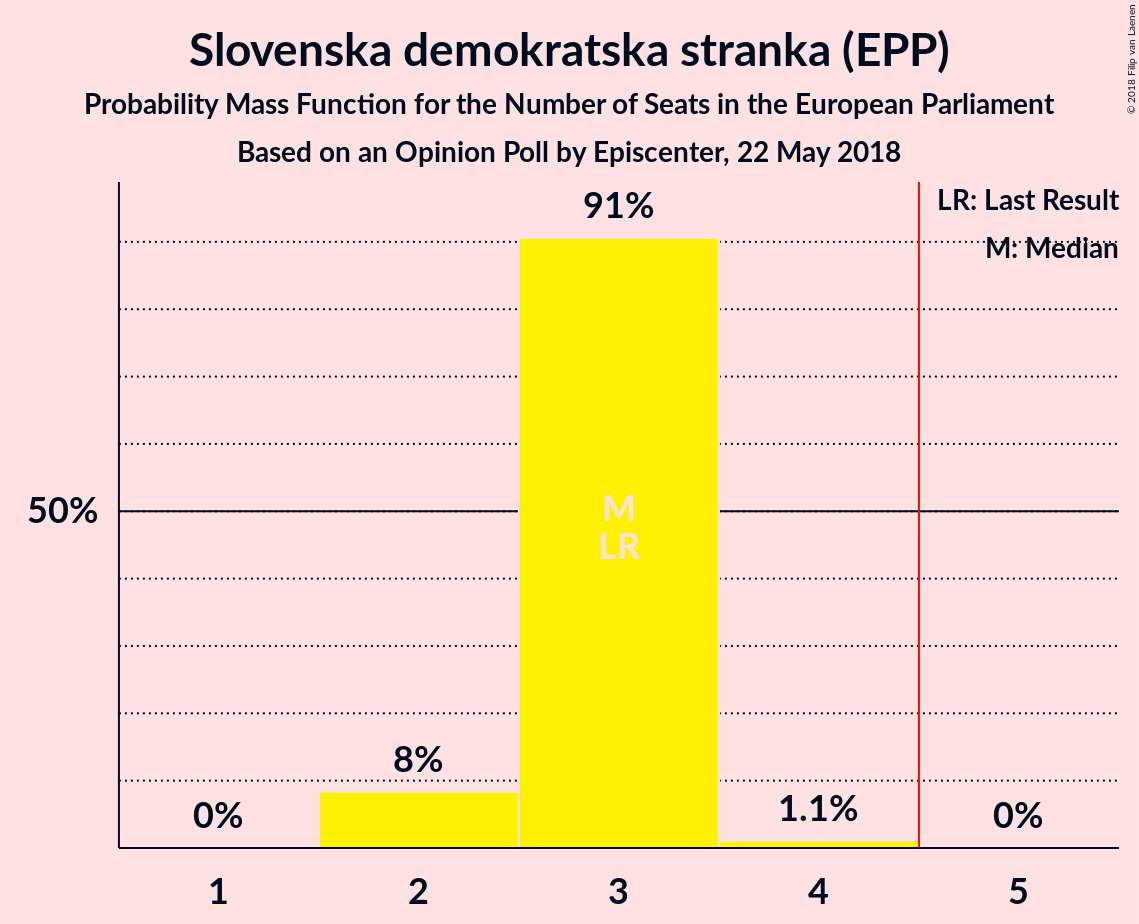 Slovenska demokratska stranka (EPP)
Probability Mass Function for the Number of Seats in the European Parliament
Based on an Opinion Poll by Episcenter, 22 May 2018
© 2018 Filip van Laenen
LR: Last Result
M: Median
91%
50%
M
LR
8%
0%
1.1%
0%
1
2
3
4
5